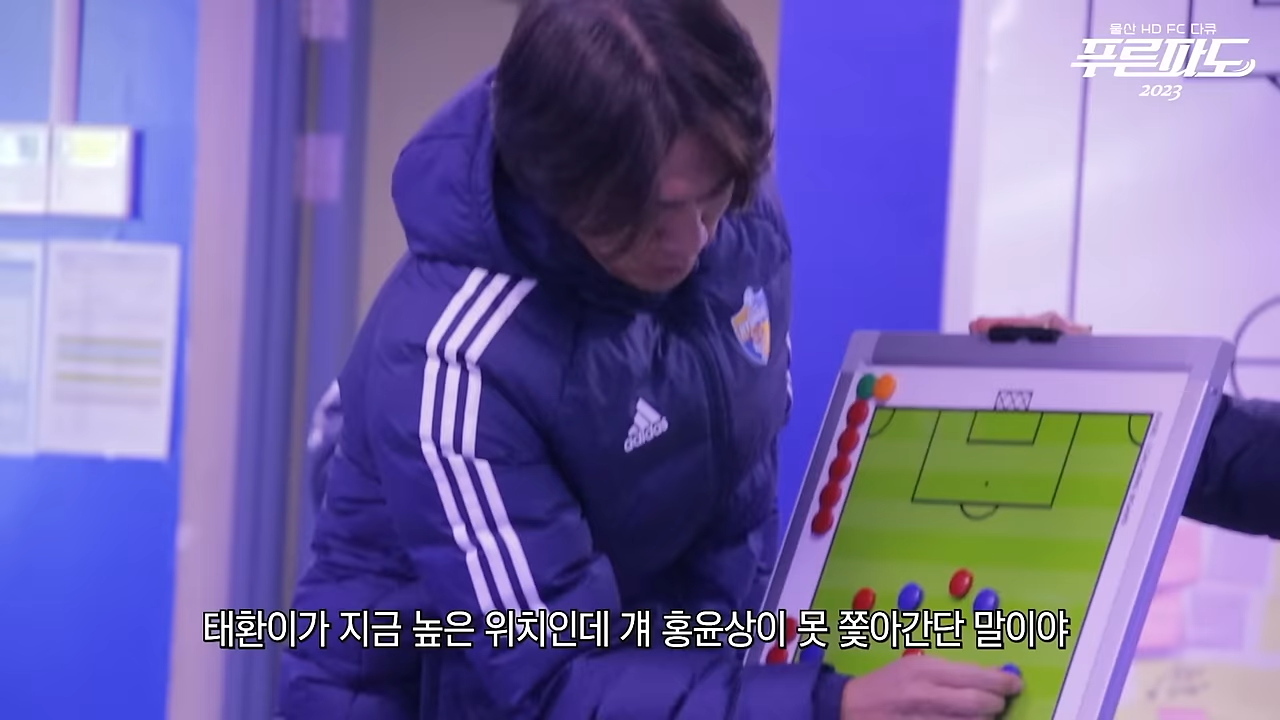 울산 HD FC 다큐
푸른파도
2023
adidas
태환이가 지금 높은 위치인데 걔 홍윤상이 못 쫓아간단 말이야